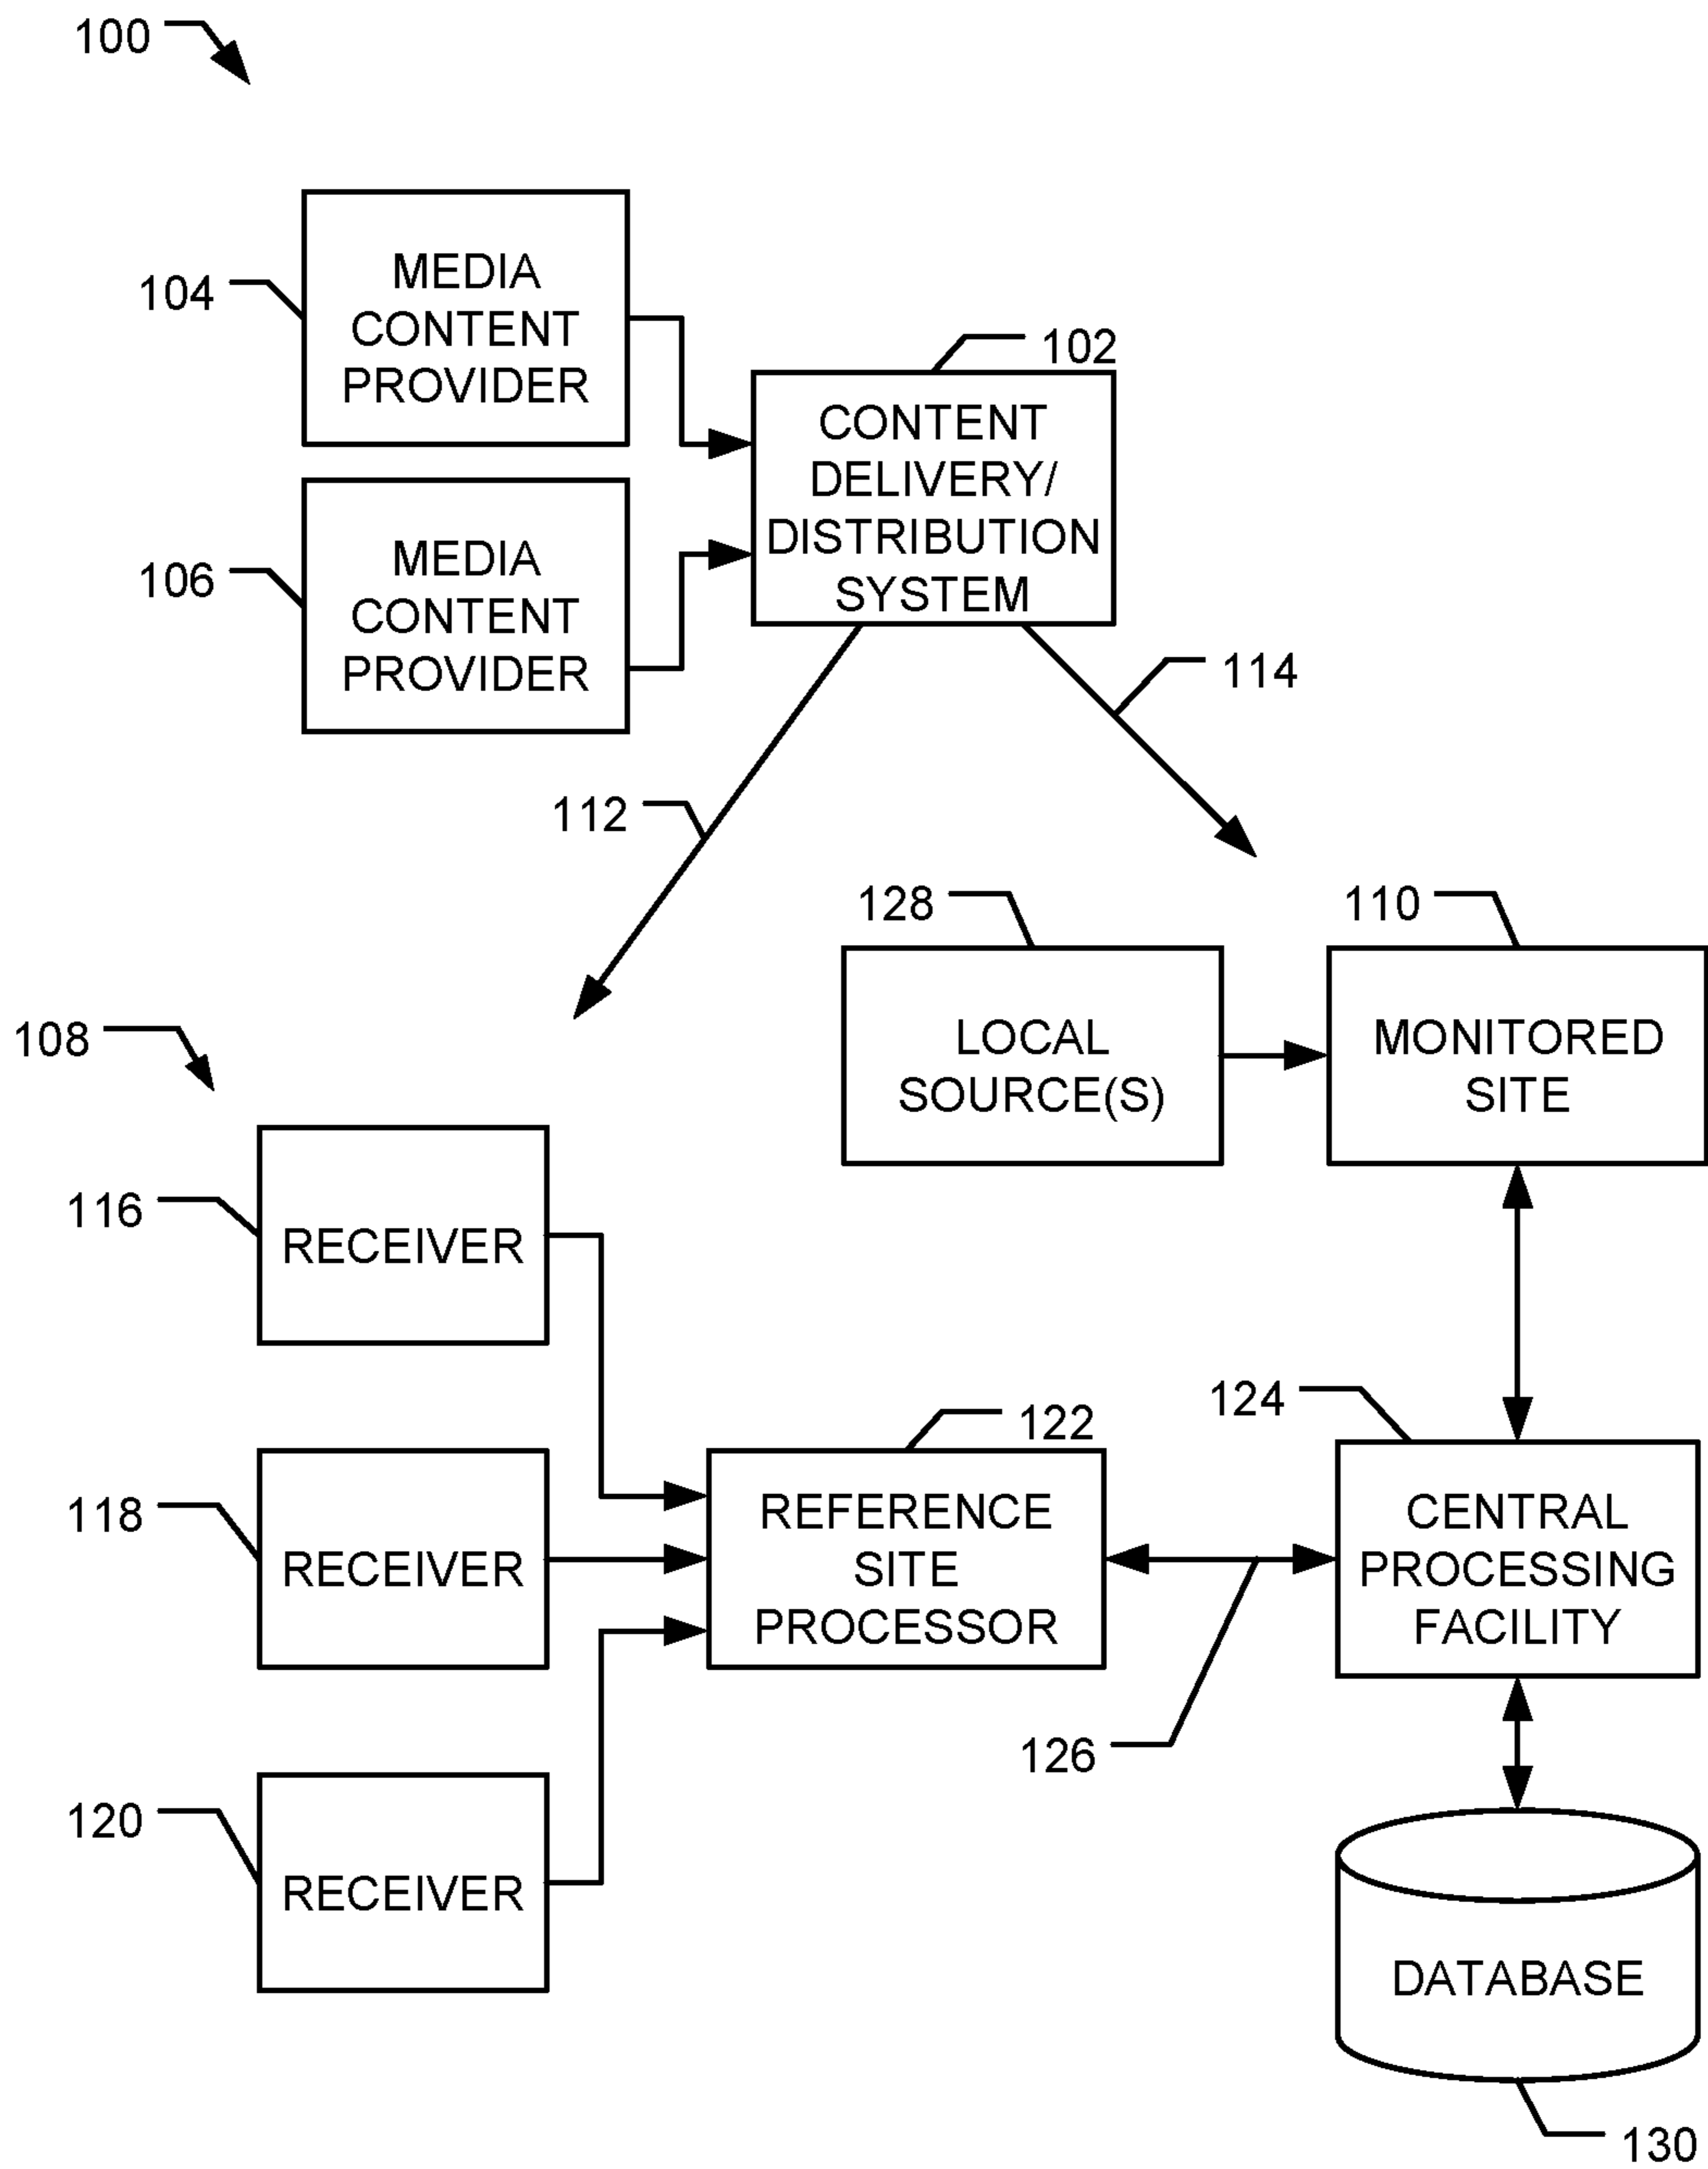 100
104
MEDIA
CONTENT
PROVIDER
102
CONTENT
DELIVERY/
DISTRIBUTION
SYSTEM
106
MEDIA
CONTENT
PROVIDER
114
112
128
110
LOCAL
SOURCE(S)
MONITORED
SITE
108
116
RECEIVER
122
124
118
RECEIVER
REFERENCE
SITE
PROCESSOR
CENTRAL
PROCESSING
FACILITY
126
120
RECEIVER
DATABASE
130